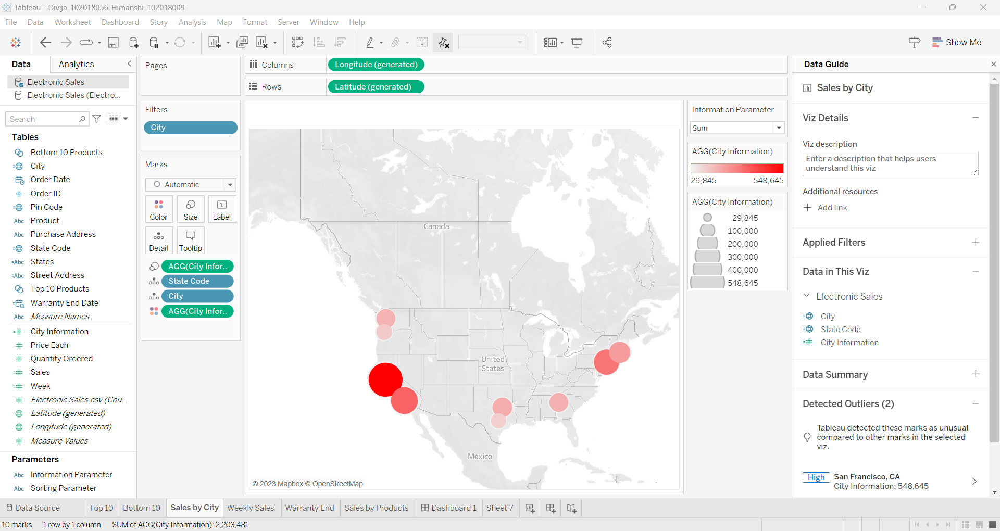 Tableau - Divija_102018056_Himanshi_102018009
File Data Worksheet Dashboard Story Analysis Map Format Server Window Help
T
Show Me
Data Analytics
Electronic Sales
Electronic Sales (Electro...
Search
Tables
Bottom 10 Products
City
Order Date
Order ID
Pin Code
Abc Product
Abc Purchase Address
State Code
=Abc States
=Abc Street Address
Top 10 Products
Warranty End Date
Abc Measure Names
City Information
Price Each
Quantity Ordered
Sales
Week
Electronic Sales.csv (Cou...
Latitude (generated)
Longitude (generated)
Measure Values
Parameters
Abc Information Parameter
Abc Sorting Parameter
Pages
Filters
City
Marks
Automatic
Color Size Label
Detail Tooltip
AGG(City Infor..
State Code
City
AGG(City Infor..
Columns Longitude (generated)
Rows Latitude (generated)
Canada
United
States
Mexico
© 2023 Mapbox © OpenStreetMap
Information Parameter
Sum
AGG(City Information)
29,845 548,645
AGG(City Information)
29,845
100,000
200,000
300,000
400,000
548,645
Data Guide
Sales by City
Viz Details
Viz description
Enter a description that helps users
understand this viz
Additional resources
Add link
Applied Filters
Data in This Viz
Electronic Sales
City
State Code
City Information
Data Summary
Detected Outliers (2)
Tableau detected these marks as unusual
compared to other marks in the selected
viz.
High San Francisco, CA
City Information: 548,645
Data Source Top 10 Bottom 10 Sales by City Weekly Sales Warranty End Sales by Products Dashboard 1 Sheet 7
10 marks 1 row by 1 column SUM of AGG(City Information): 2,203,481